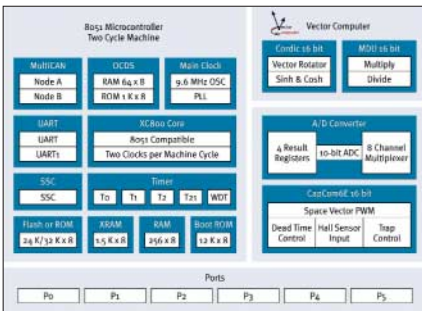 8051 Microcontroller
Two Cycle Machine
MultiCAN
Node A
Node B
OCDS
RAM 64 x 8
ROM 1 K x 8
Main Clock
9.6 MHz OSC
PLL
UART
UART
UART1
XC800 Core
8051 Compatible
Two Clocks per Machine Cycle
SSC
SSC
Timer
T0 T1 T2 T21 WDT
Flash or ROM
24 K/32 K x 8
XRAM
1.5 K x 8
RAM
256 x 8
Boot ROM
12 K x 8
Vector Computer
Cordic 16 bit
Vector Rotator
Sinh & Cosh
MDU 16 bit
Multiply
Divide
A/D Converter
4 Result
Registers
10-bit ADC
8 Channel
Multiplexer
CapCom6E 16 bit
Space Vector PWM
Dead Time
Control
Hall Sensor
Input
Trap
Control
Ports
P0 P1 P2 P3 P4 P5